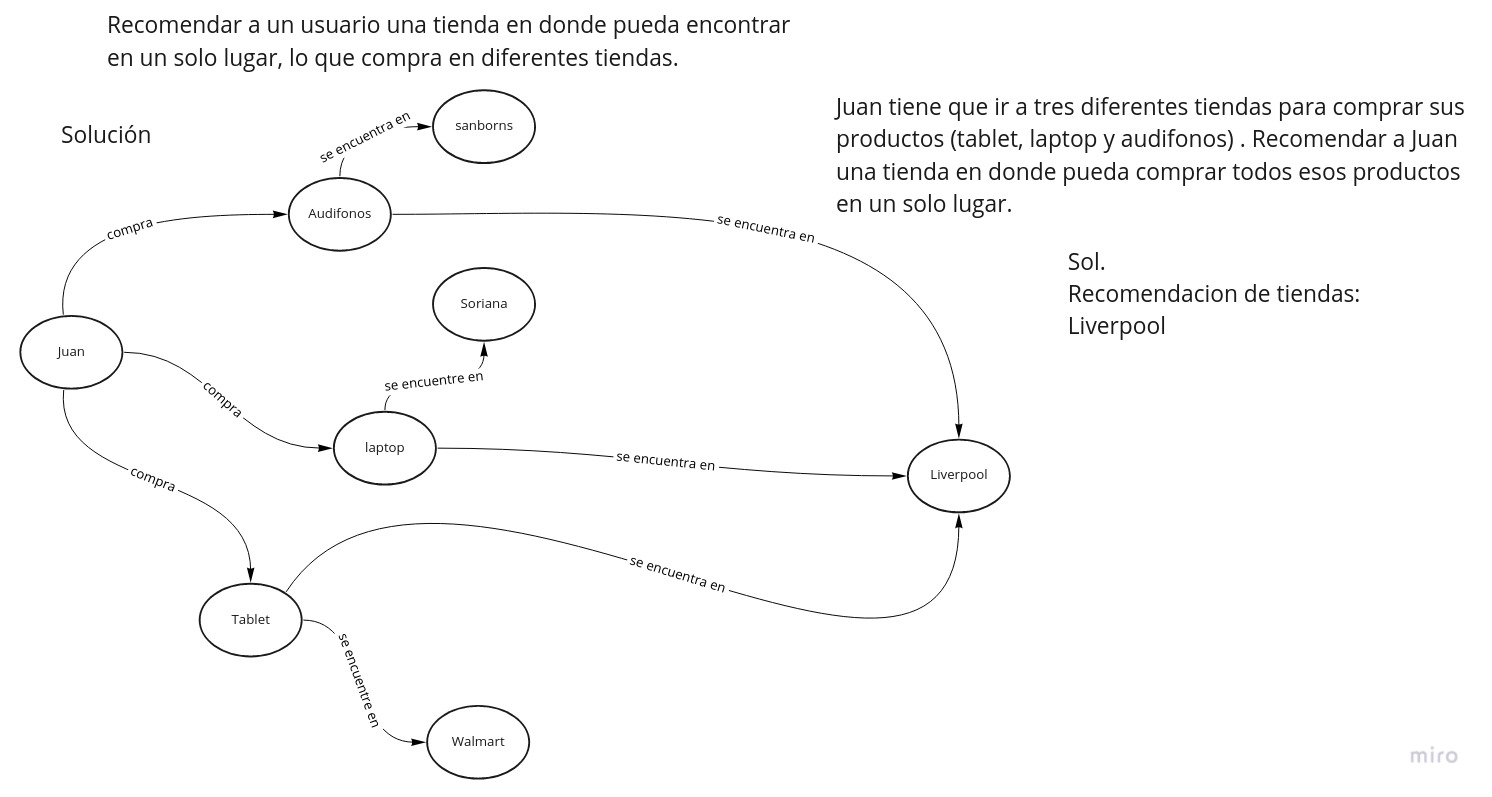 Recomendar a un usuario una tienda en donde pueda encontrar
en un solo lugar, lo que compra en diferentes tiendas.
Juan tiene que ir a tres diferentes tiendas para comprar sus
productos (tablet, laptop y audifonos) . Recomendar a Juan
una tienda en donde pueda comprar todos esos productos
en un solo lugar.
Sol.
Recomendacion de tiendas:
Liverpool
Solución
sanborns
se encuentra en
Audifonos
compra
se encuentra en
Soriana
Juan
se encuentre en
compra
laptop
se encuentra en
Liverpool
compra
se encuentra en
Tablet
se encuentre en
Walmart
miro